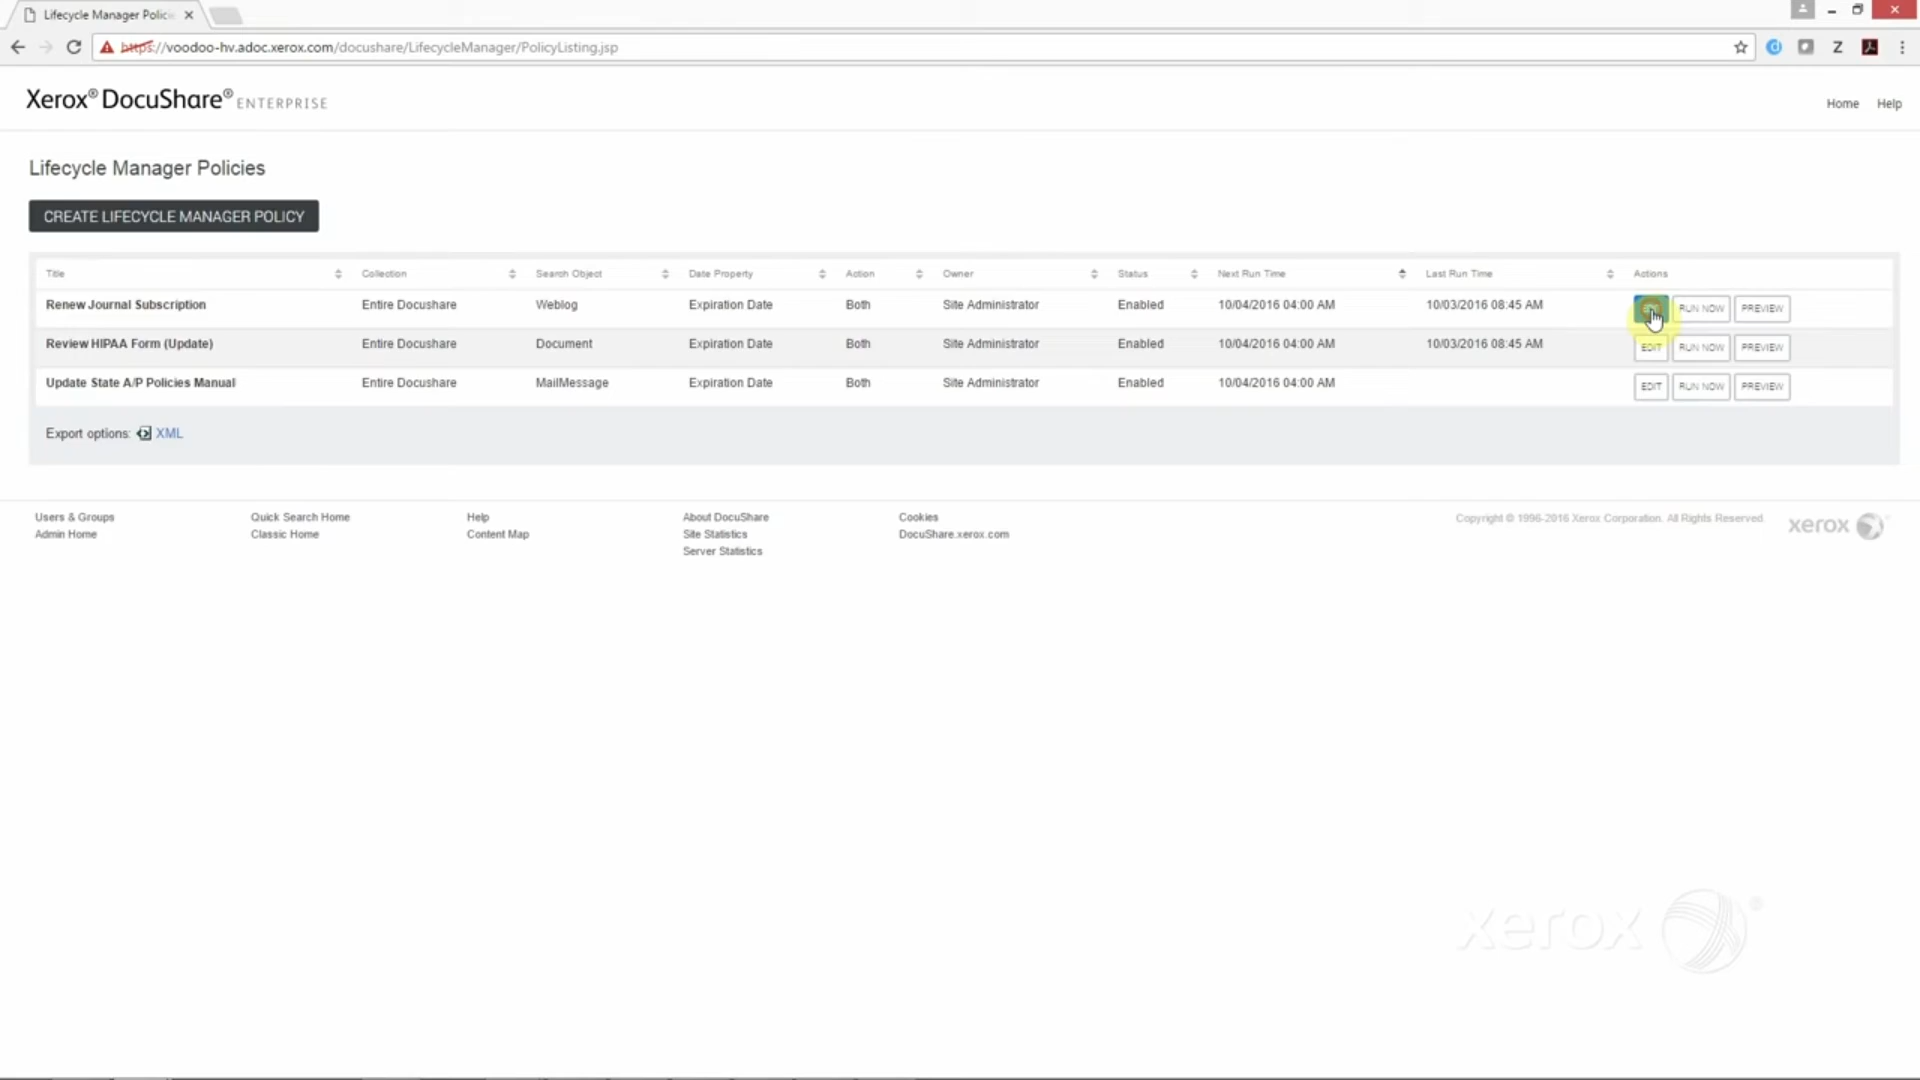 Lifecycle Manager Polici
https://voodoo-hv.adoc.xerox.com/docushare/LifecycleManager/PolicyListing.jsp
Xerox® DocuShare® ENTERPRISE
Home Help
Lifecycle Manager Policies
CREATE LIFECYCLE MANAGER POLICY
Title Collection Search Object Date Property Action Owner Status Next Run Time Last Run Time Actions
Renew Journal Subscription Entire Docushare Weblog Expiration Date Both Site Administrator Enabled 10/04/2016 04:00 AM 10/03/2016 08:45 AM RUN NOW PREVIEW
Review HIPAA Form (Update) Entire Docushare Document Expiration Date Both Site Administrator Enabled 10/04/2016 04:00 AM 10/03/2016 08:45 AM EDIT RUN NOW PREVIEW
Update State A/P Policies Manual Entire Docushare MailMessage Expiration Date Both Site Administrator Enabled 10/04/2016 04:00 AM EDIT RUN NOW PREVIEW
Export options: XML
Users & Groups Quick Search Home Help About DocuShare Cookies Copyright © 1996-2016 Xerox Corporation. All Rights Reserved. xerox
Admin Home Classic Home Content Map Site Statistics DocuShare.xerox.com
Server Statistics
xerox®